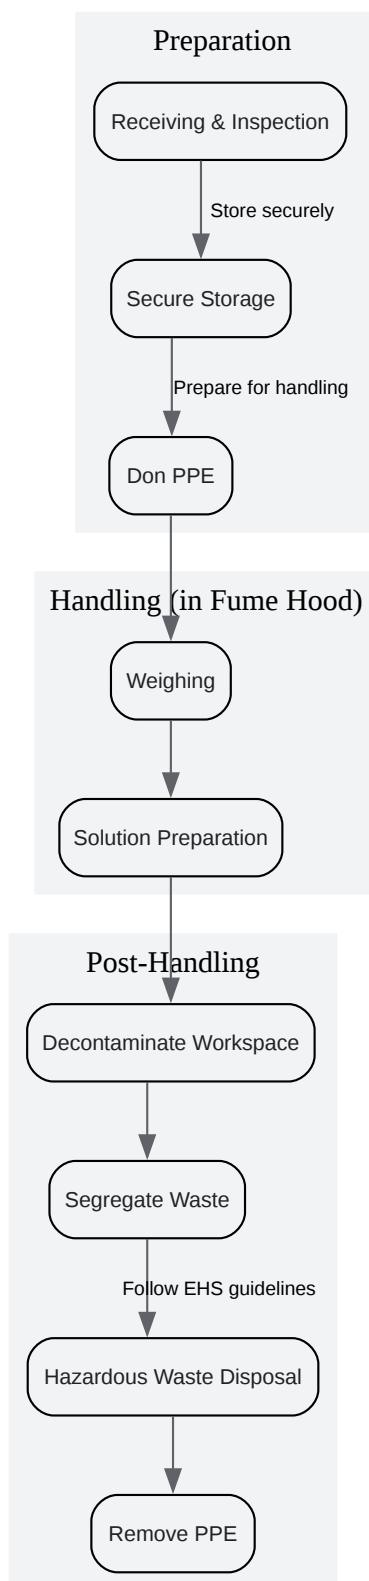 Preparation
Receiving & Inspection
Store securely
Secure Storage
Prepare for handling
Don PPE
Handling (in Fume Hood)
Weighing
Solution Preparation
Post-Handling
Decontaminate Workspace
Segregate Waste
Follow EHS guidelines
Hazardous Waste Disposal
Remove PPE